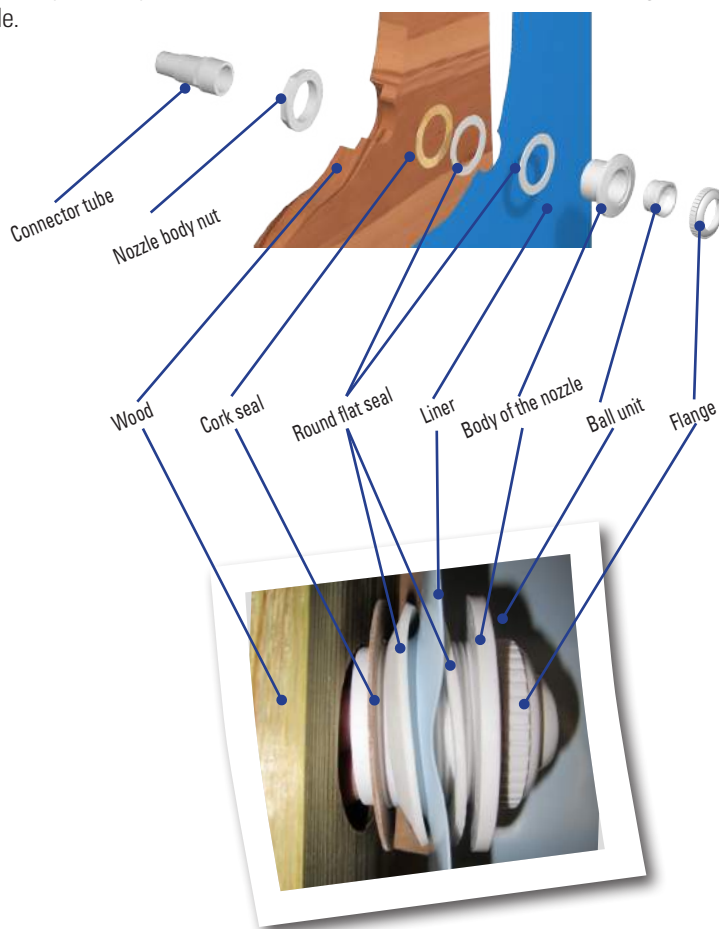 le.
Connector tube
Nozzle body nut
Wood
Cork seal
Round flat seal
Liner
Body of the nozzle
Ball unit
Flange